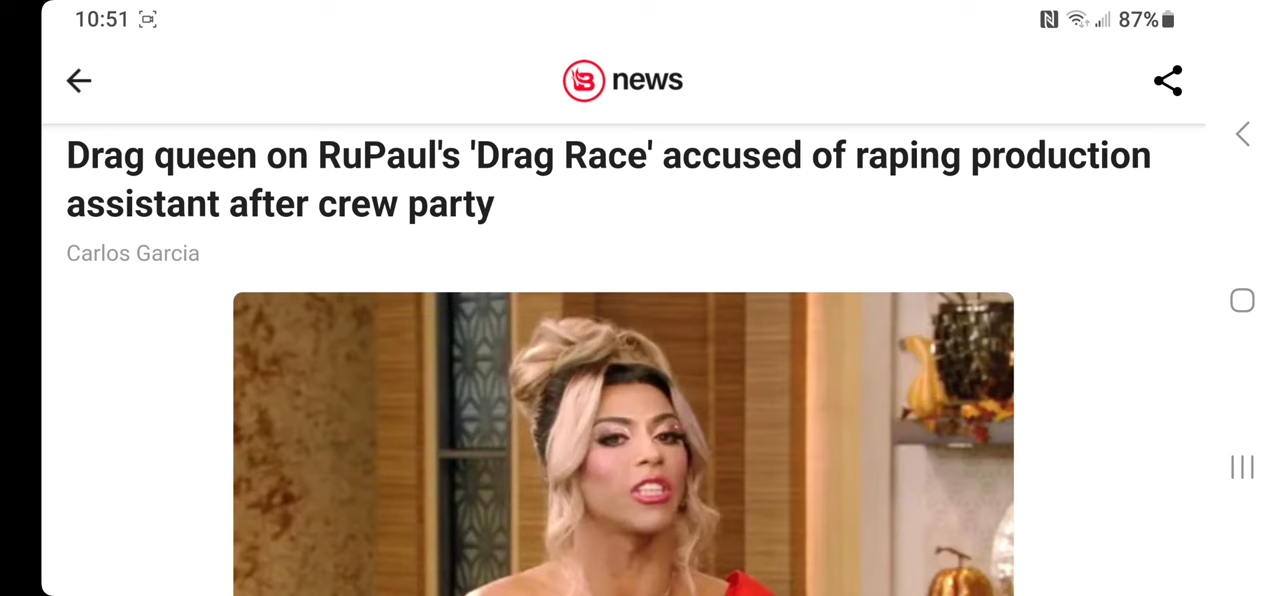 10:51
87%
news
Drag queen on RuPaul's 'Drag Race' accused of raping production
assistant after crew party
Carlos Garcia